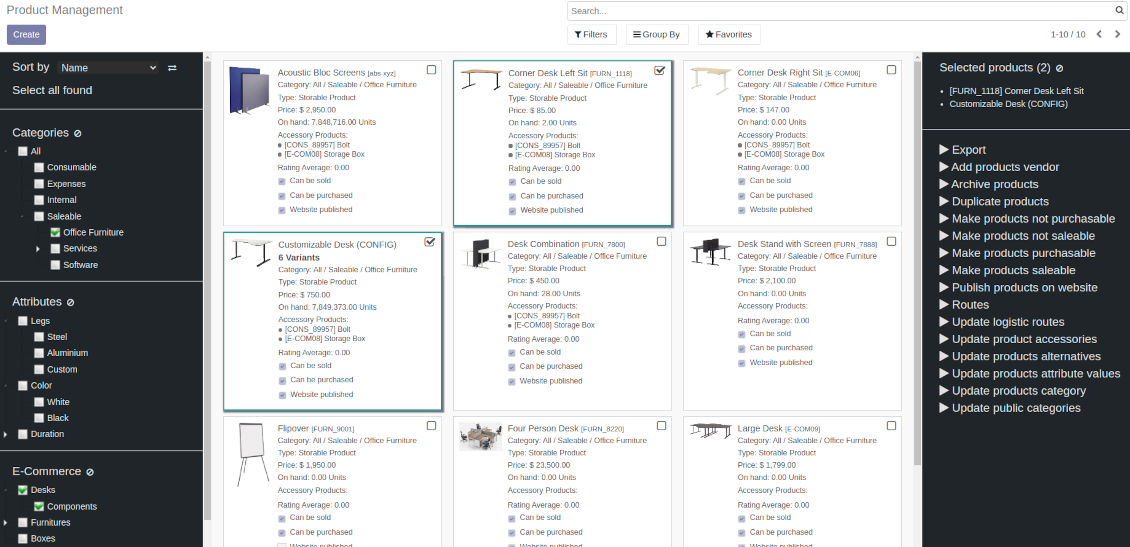 Product Management
Search...
Create
Filters
Group By
Favorites
1-10 / 10
Sort by
Name
Select all found
Categories
All
Consumable
Expenses
Internal
Saleable
Office Furniture
Services
Software
Attributes
Legs
Steel
Aluminium
Custom
Color
White
Black
Duration
E-Commerce
Desks
Components
Furnitures
Boxes
Acoustic Bloc Screens [abs-xyz]
Category: All / Saleable / Office Furniture
Type: Storable Product
Price: $ 2,950.00
On hand: 7,848,716.00 Units
Accessory Products:
[CONS_89957] Bolt
[E-COM08] Storage Box
Rating Average: 0.00
Can be sold
Can be purchased
Website published
Corner Desk Left Sit [FURN_1118]
Category: All / Saleable / Office Furniture
Type: Storable Product
Price: $ 85.00
On hand: 2.00 Units
Accessory Products:
[CONS_89957] Bolt
[E-COM08] Storage Box
Rating Average: 0.00
Can be sold
Can be purchased
Website published
Corner Desk Right Sit [E-COM06]
Category: All / Saleable / Office Furniture
Type: Storable Product
Price: $ 147.00
On hand: 0.00 Units
Accessory Products:
[CONS_89957] Bolt
[E-COM08] Storage Box
Rating Average: 0.00
Can be sold
Can be purchased
Website published
Customizable Desk (CONFIG)
6 Variants
Category: All / Saleable / Office Furniture
Type: Storable Product
Price: $ 750.00
On hand: 7,849,373.00 Units
Accessory Products:
[CONS_89957] Bolt
[E-COM08] Storage Box
Rating Average: 0.00
Can be sold
Can be purchased
Website published
Desk Combination [FURN_7800]
Category: All / Saleable / Office Furniture
Type: Storable Product
Price: $ 450.00
On hand: 28.00 Units
Accessory Products:
[CONS_89957] Bolt
[E-COM08] Storage Box
Rating Average: 0.00
Can be sold
Can be purchased
Website published
Desk Stand with Screen [FURN_7888]
Category: All / Saleable / Office Furniture
Type: Storable Product
Price: $ 2,100.00
On hand: 0.00 Units
Accessory Products:
Rating Average: 0.00
Can be sold
Can be purchased
Website published
Flipover [FURN_9001]
Category: All / Saleable / Office Furniture
Type: Storable Product
Price: $ 1,950.00
On hand: 0.00 Units
Accessory Products:
Rating Average: 0.00
Can be sold
Can be purchased
Website published
Four Person Desk [FURN_8220]
Category: All / Saleable / Office Furniture
Type: Storable Product
Price: $ 23,500.00
On hand: 0.00 Units
Accessory Products:
Rating Average: 0.00
Can be sold
Can be purchased
Website published
Large Desk [E-COM09]
Category: All / Saleable / Office Furniture
Type: Storable Product
Price: $ 1,799.00
On hand: 0.00 Units
Accessory Products:
Rating Average: 0.00
Can be sold
Can be purchased
Website published
Selected products (2)
[FURN_1118] Corner Desk Left Sit
Customizable Desk (CONFIG)
Export
Add products vendor
Archive products
Duplicate products
Make products not purchasable
Make products not saleable
Make products purchasable
Make products saleable
Publish products on website
Routes
Update logistic routes
Update product accessories
Update products alternatives
Update products attribute values
Update products category
Update public categories